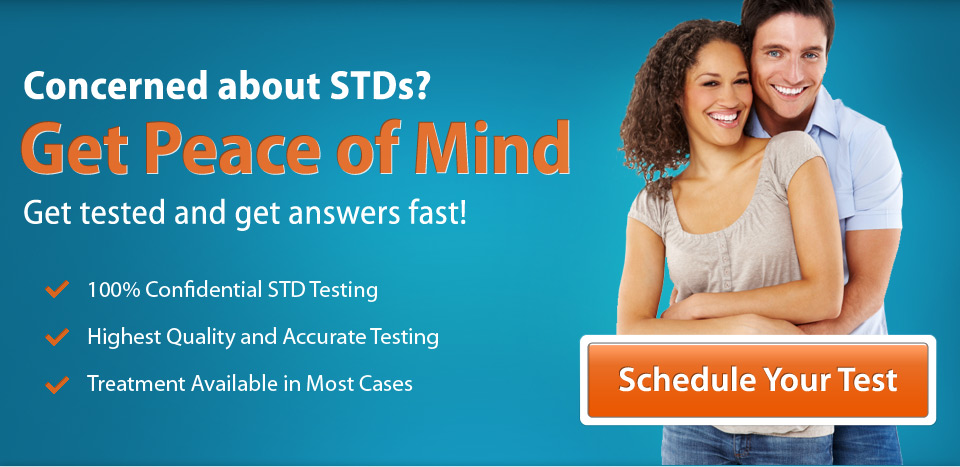 Concerned about STDs?
Get Peace of Mind
Get tested and get answers fast!
100% Confidential STD Testing
Highest Quality and Accurate Testing
Treatment Available in Most Cases
Schedule Your Test